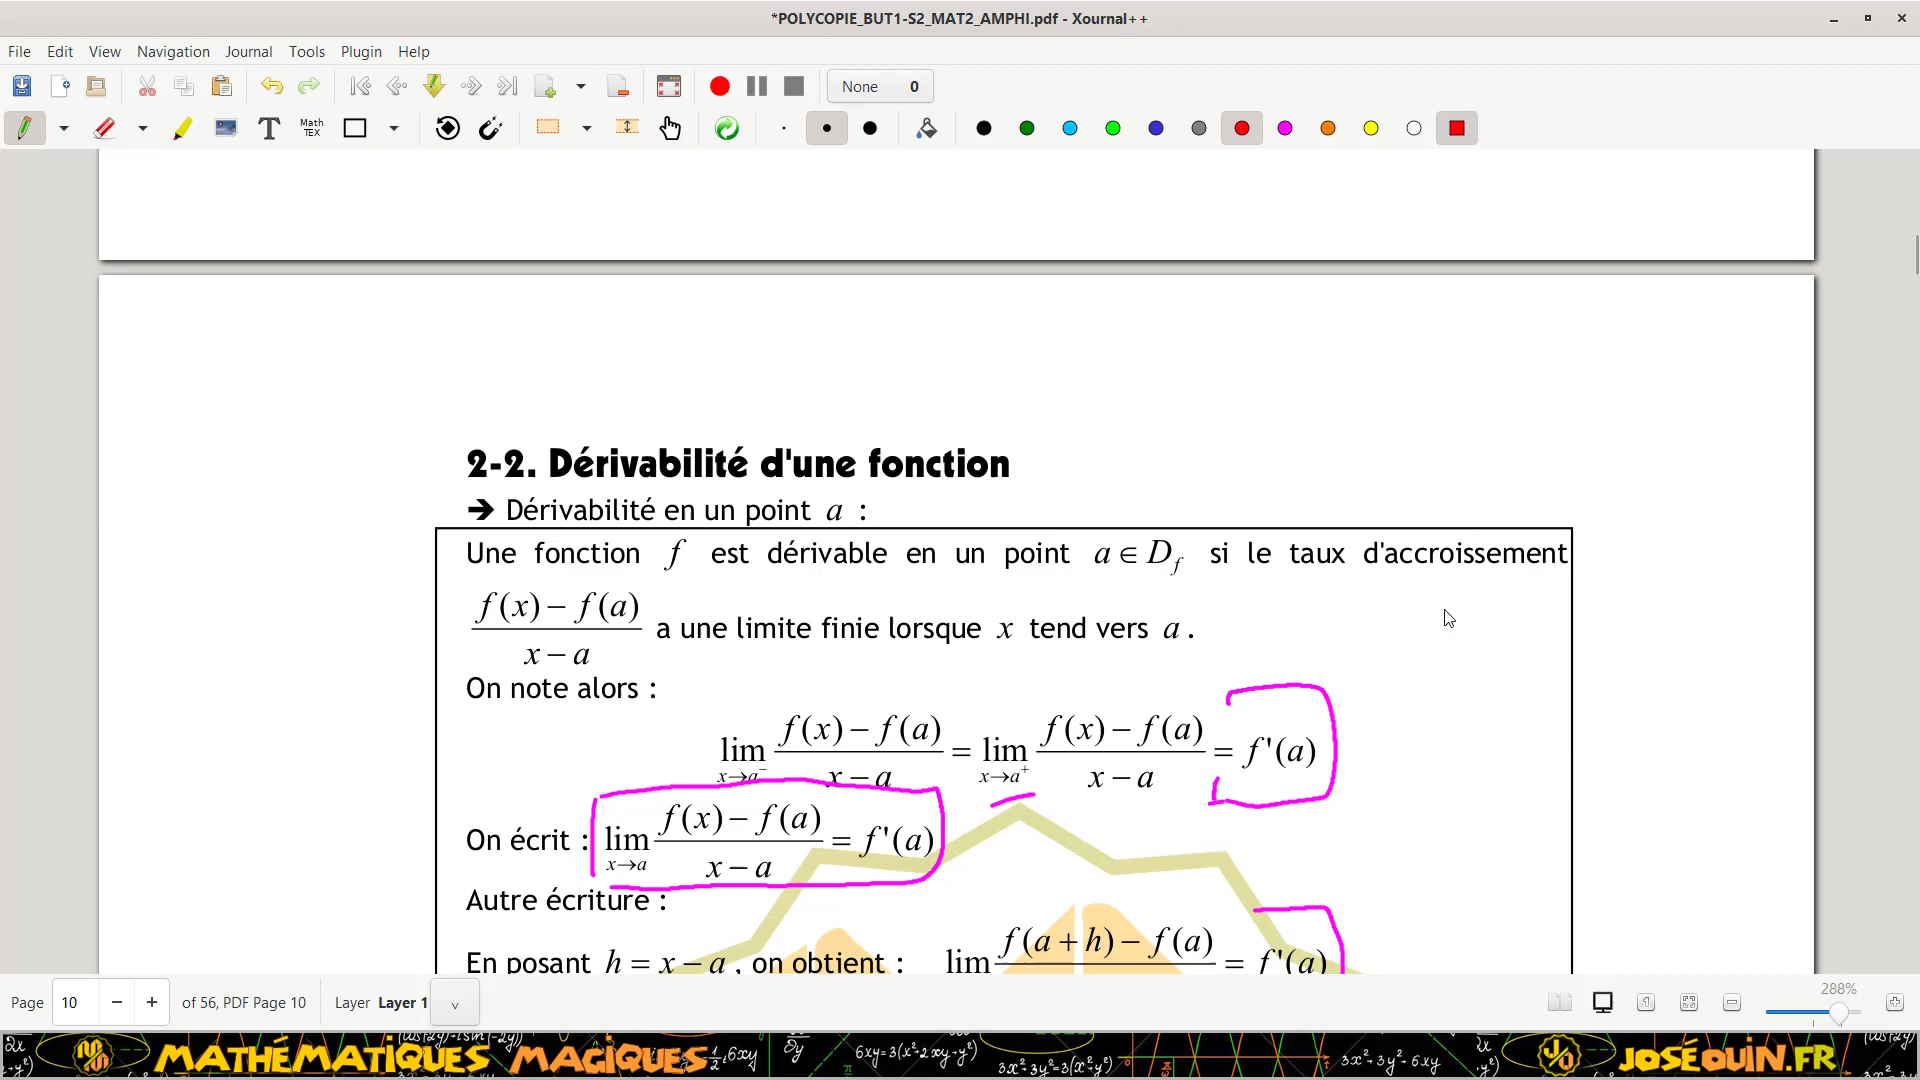 *POLYCOPIE_BUT1-S2_MAT2_AMPHI.pdf - Xournal++
File Edit View Navigation Journal Tools Plugin Help
None 0
T Math TEX
2-2. Dérivabilité d'une fonction
➔ Dérivabilité en un point a :
Une fonction f est dérivable en un point a ∈ D_f si le taux d'accroissement
(f(x) − f(a))/(x − a) a une limite finie lorsque x tend vers a.
On note alors :
lim_{x→a⁻} (f(x) − f(a))/(x − a) = lim_{x→a⁺} (f(x) − f(a))/(x − a) = f'(a)
On écrit : lim_{x→a} (f(x) − f(a))/(x − a) = f'(a)
Autre écriture :
En posant h = x − a, on obtient : lim f(a + h) − f(a) = f'(a)
Page 10 − + of 56, PDF Page 10 Layer Layer 1 288%
MATHÉMATIQUES MAGIQUES JOSÉOUIN.FR